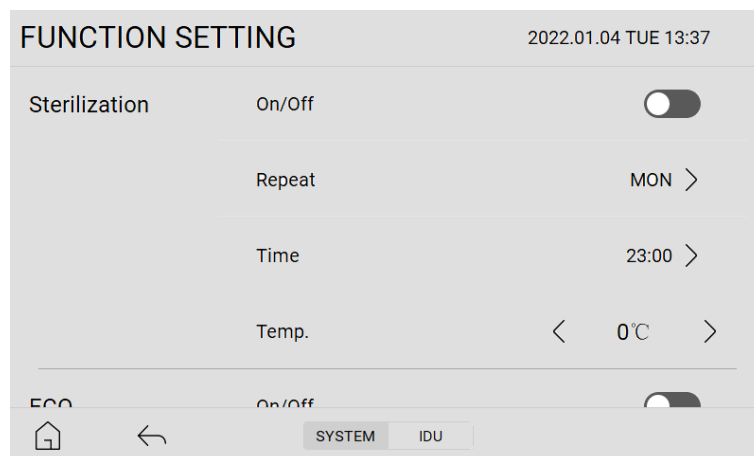 FUNCTION SETTING 2022.01.04 TUE 13:37
Sterilization On/Off
Repeat MON
Time 23:00
Temp. 0℃
ECO On/Off
SYSTEM IDU